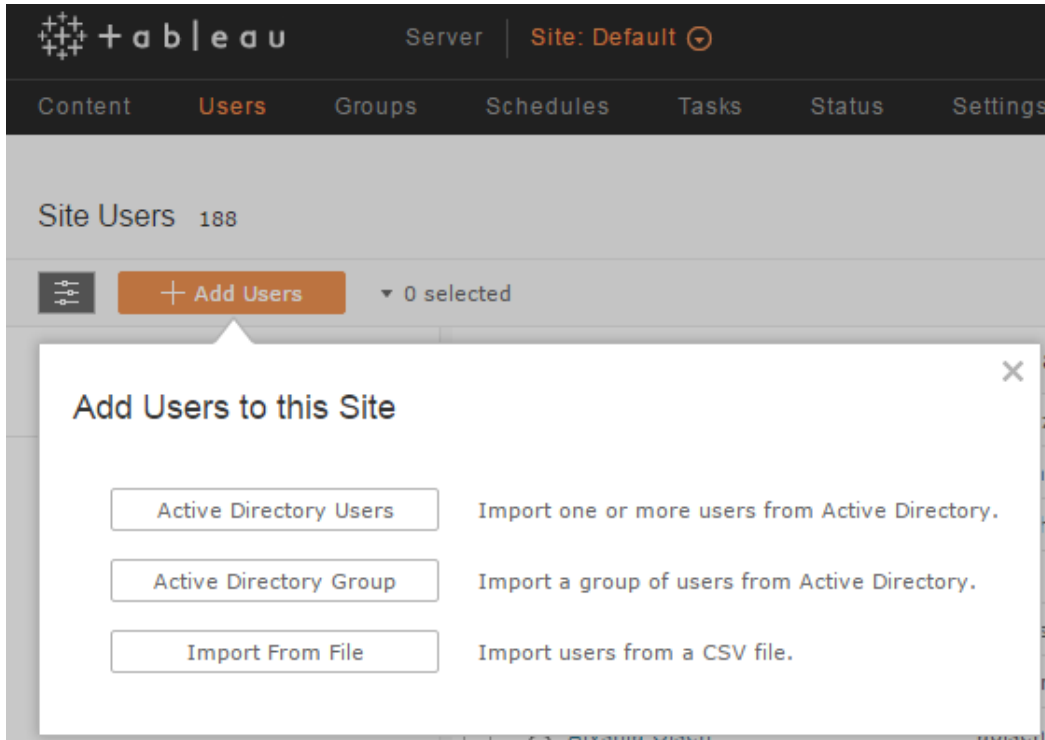 + a b l e a u Server Site: Default
Content Users Groups Schedules Tasks Status Settings
Site Users 188
+ Add Users 0 selected
Add Users to this Site
Active Directory Users Import one or more users from Active Directory.
Active Directory Group Import a group of users from Active Directory.
Import From File Import users from a CSV file.